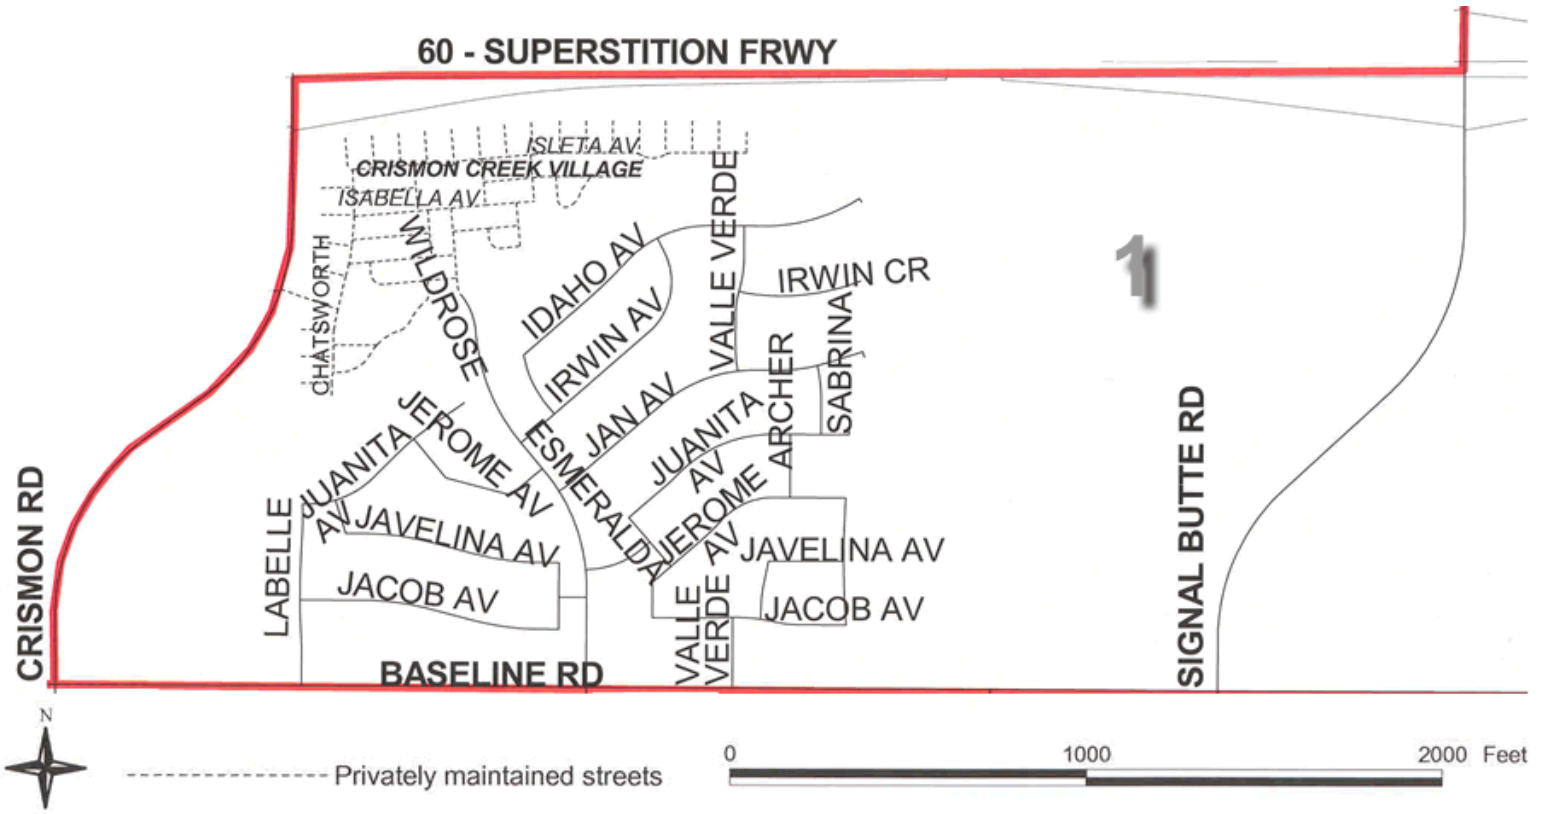 60 - SUPERSTITION FRWY
ISLETA AV
CRISMON CREEK VILLAGE
ISABELLA AV
CHATSWORTH
WILDROSE
IDAHO AV
IRWIN AV
VALLE VERDE
IRWIN CR
SABRINA
ARCHER
1
JAN AV
JUANITA
AV
ESMERALDA
JEROME
AV
JEROME AV
JUANITA
AV
JAVELINA AV
JAVELINA AV
LABELLE
JACOB AV
JACOB AV
VALLE
VERDE
CRISMON RD
SIGNAL BUTTE RD
BASELINE RD
N
Privately maintained streets
0 1000 2000 Feet